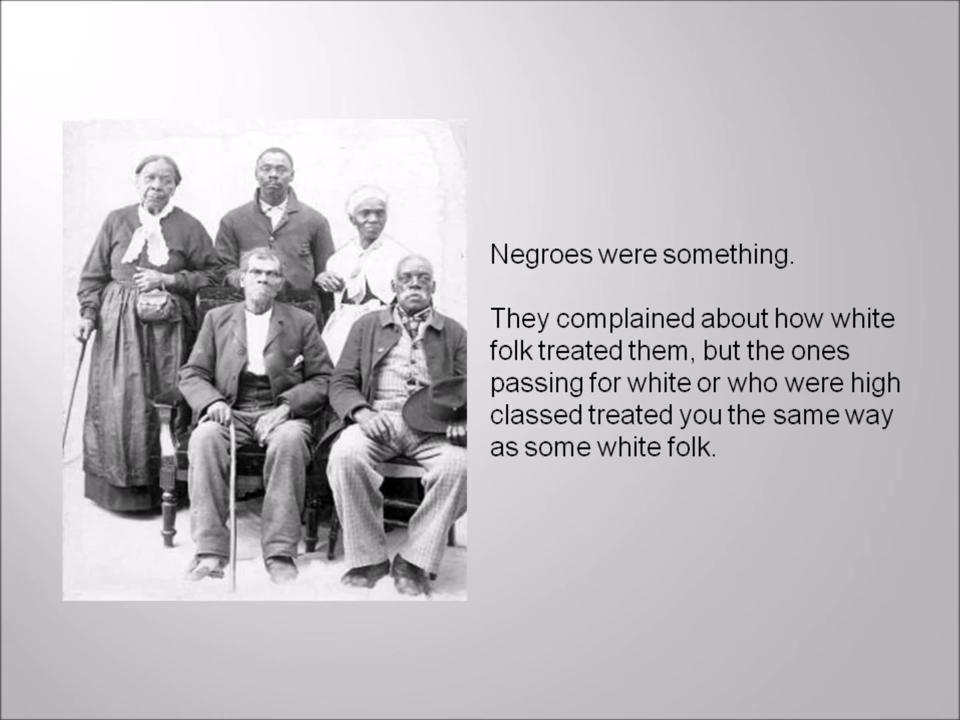 Negroes were something.
They complained about how white
folk treated them, but the ones
passing for white or who were high
classed treated you the same way
as some white folk.